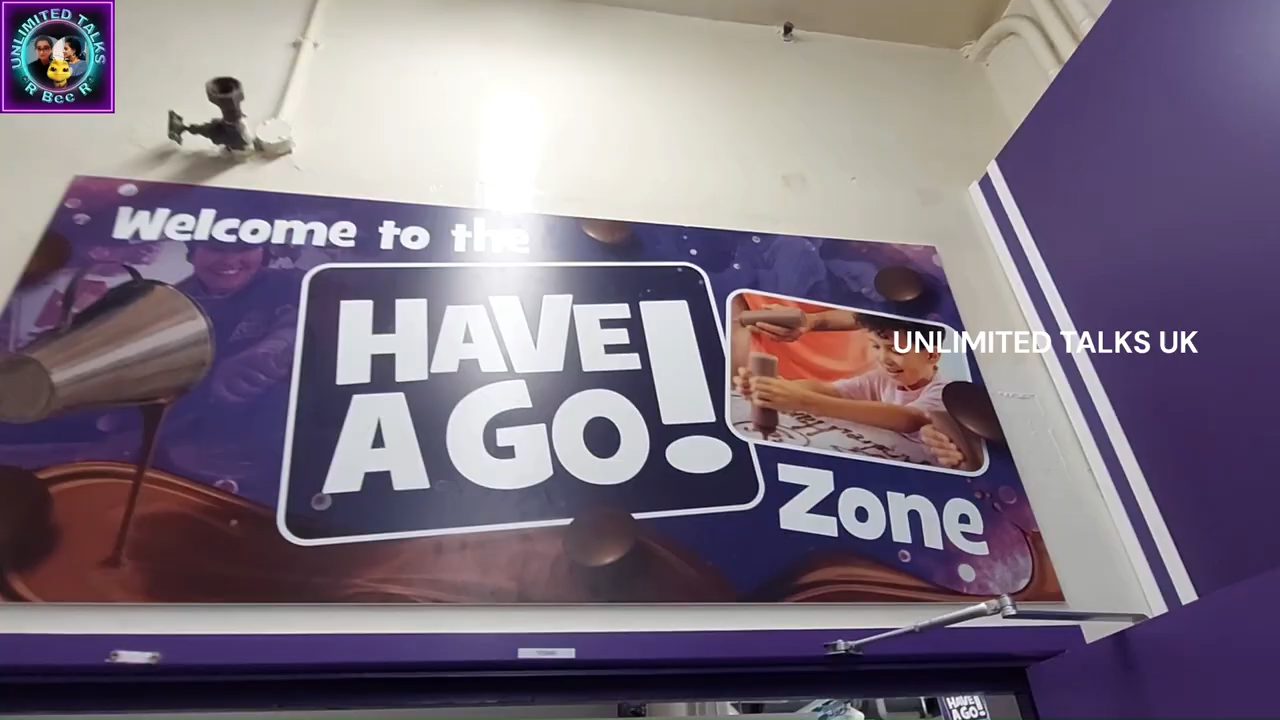 UNLIMITED TALKS
R Bee R
Welcome to the
HAVE
A GO!
Zone
UNLIMITED TALKS UK
HAVE
A GO!